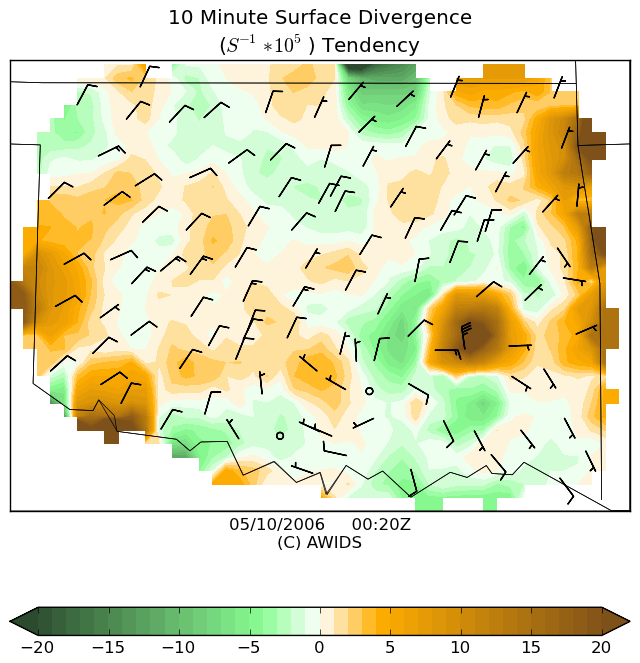 10 Minute Surface Divergence
(S⁻¹ * 10⁵ ) Tendency
05/10/2006 00:20Z
(C) AWIDS
−20 −15 −10 −5 0 5 10 15 20